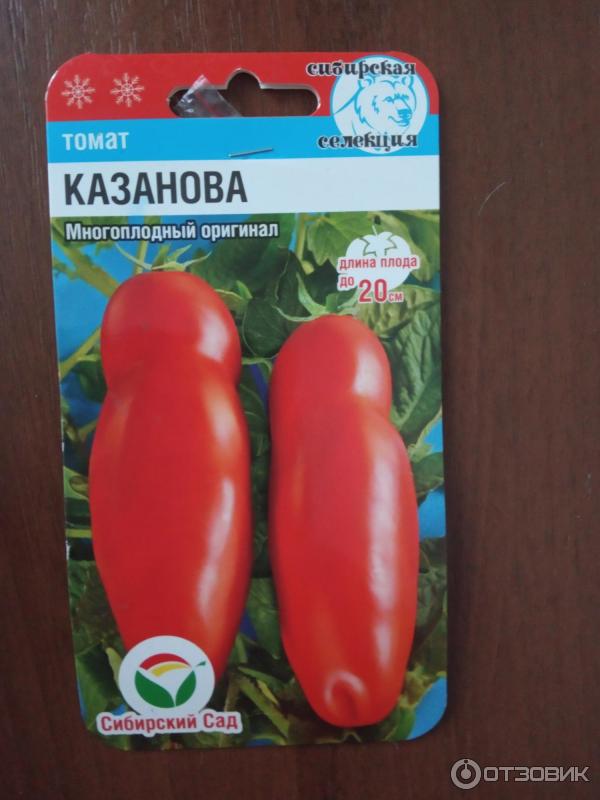 сибирская
селекция
томат
КАЗАНОВА
Многоплодный оригинал
длина плода
до 20 см
Сибирский Сад
ОТЗОВИК